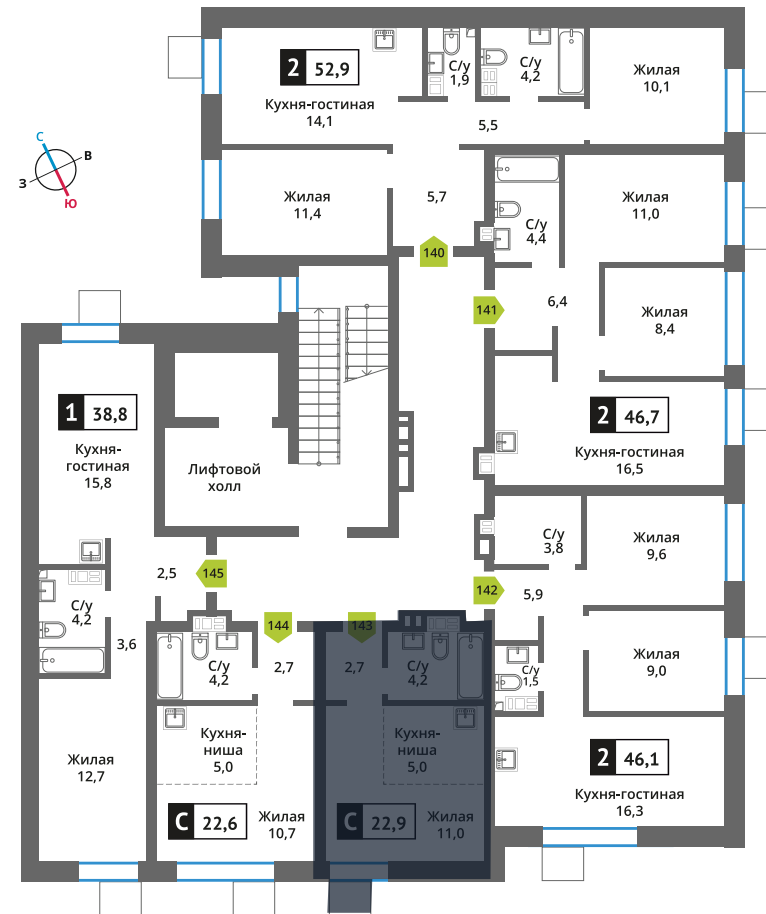 2 52,9
Кухня-гостиная
14,1
С/у
1,9
С/у
4,2
Жилая
10,1
5,5
С
В
З
Ю
Жилая
11,4
5,7
С/у
4,4
Жилая
11,0
140
141
6,4
Жилая
8,4
1 38,8
Кухня-
гостиная
15,8
Лифтовой
холл
2 46,7
Кухня-гостиная
16,5
С/у
3,8
Жилая
9,6
2,5
145
142
5,9
С/у
4,2
3,6
144
143
С/у
4,2
2,7
2,7
С/у
4,2
С/у
1,5
Жилая
9,0
Кухня-
ниша
5,0
Кухня-
ниша
5,0
Жилая
12,7
2 46,1
Кухня-гостиная
16,3
С 22,6
Жилая
10,7
С 22,9
Жилая
11,0